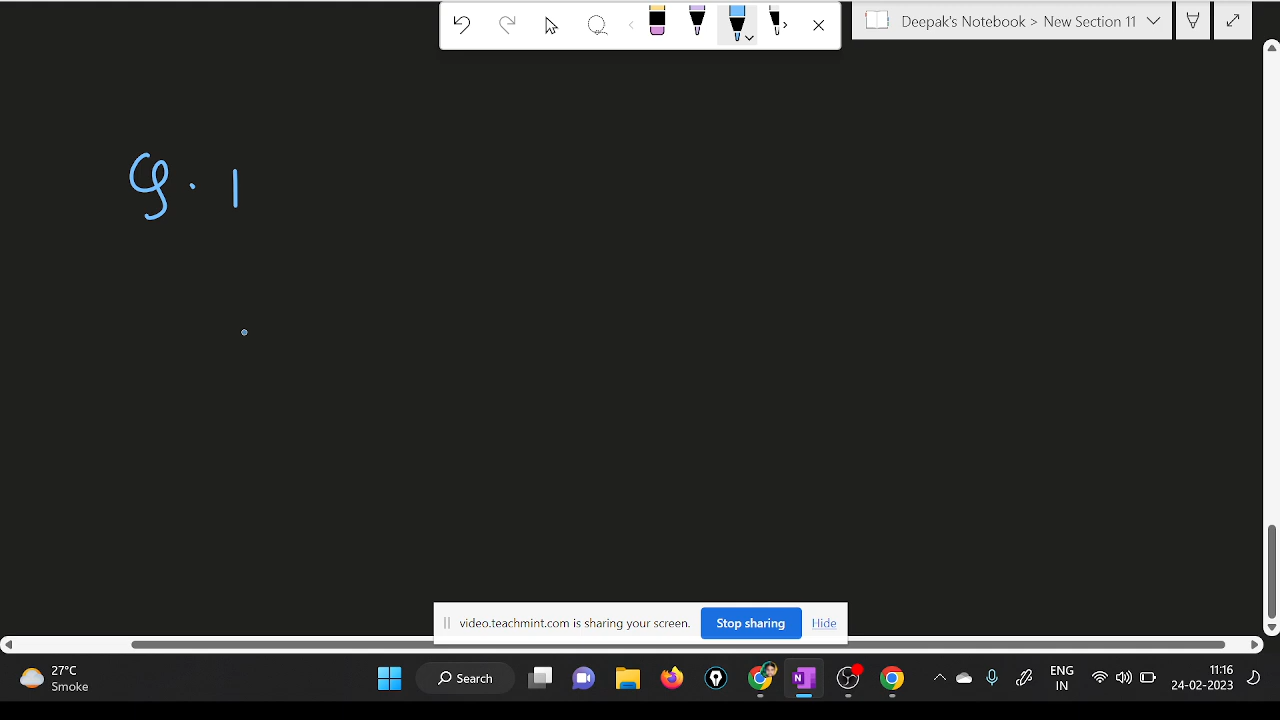 Deepak's Notebook > New Section 11
Q. 1
video.teachmint.com is sharing your screen.
Stop sharing
Hide
27°C
Smoke
Search
ENG
IN
11:16
24-02-2023